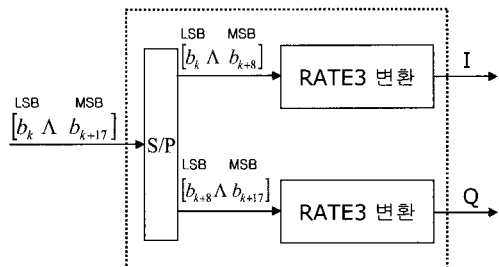 LSB MSB
[b_k Λ b_{k+8}]
RATE3 변환
I
LSB MSB
[b_k Λ b_{k+17}]
S/P
LSB MSB
[b_{k+8} Λ b_{k+17}]
RATE3 변환
Q